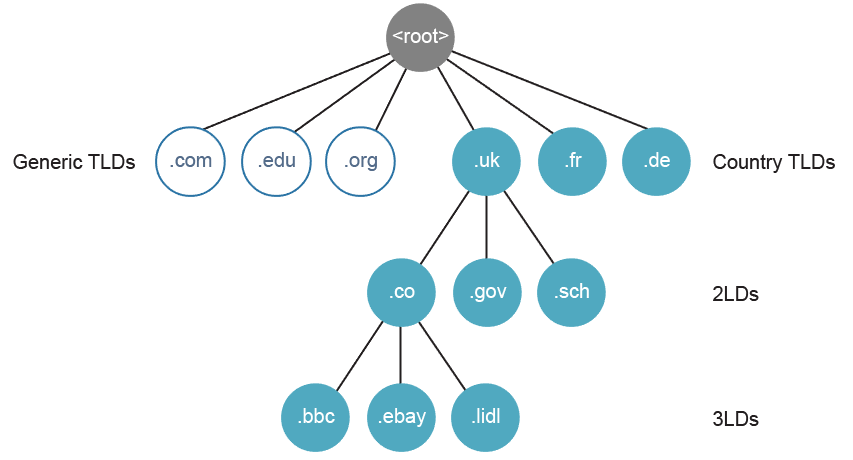 <root>
Generic TLDs .com .edu .org .uk .fr .de Country TLDs
.co .gov .sch 2LDs
.bbc .ebay .lidl 3LDs